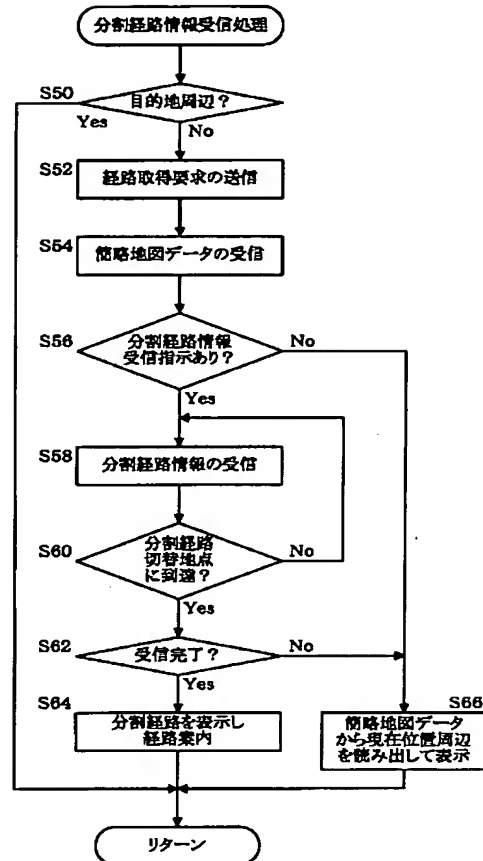 分割経路情報受信処理
S50
目的地周辺?
Yes
No
S52
経路取得要求の送信
S54
簡略地図データの受信
S56
分割経路情報
受信指示あり?
No
Yes
S58
分割経路情報の受信
S60
分割経路
切替地点
に到達?
No
Yes
S62
受信完了?
No
Yes
S64
分割経路を表示し
経路案内
S66
簡略地図データ
から現在位置周辺
を読み出して表示
リターン